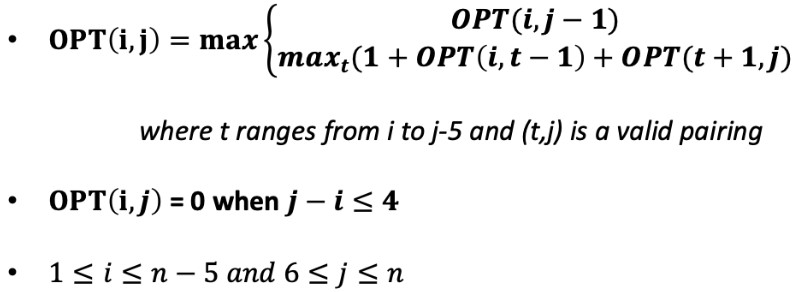 • OPT(i,j) = max { OPT(i,j − 1)
max_t(1 + OPT(i,t − 1) + OPT(t + 1,j)
where t ranges from i to j-5 and (t,j) is a valid pairing
• OPT(i,j) = 0 when j − i ≤ 4
• 1 ≤ i ≤ n − 5 and 6 ≤ j ≤ n